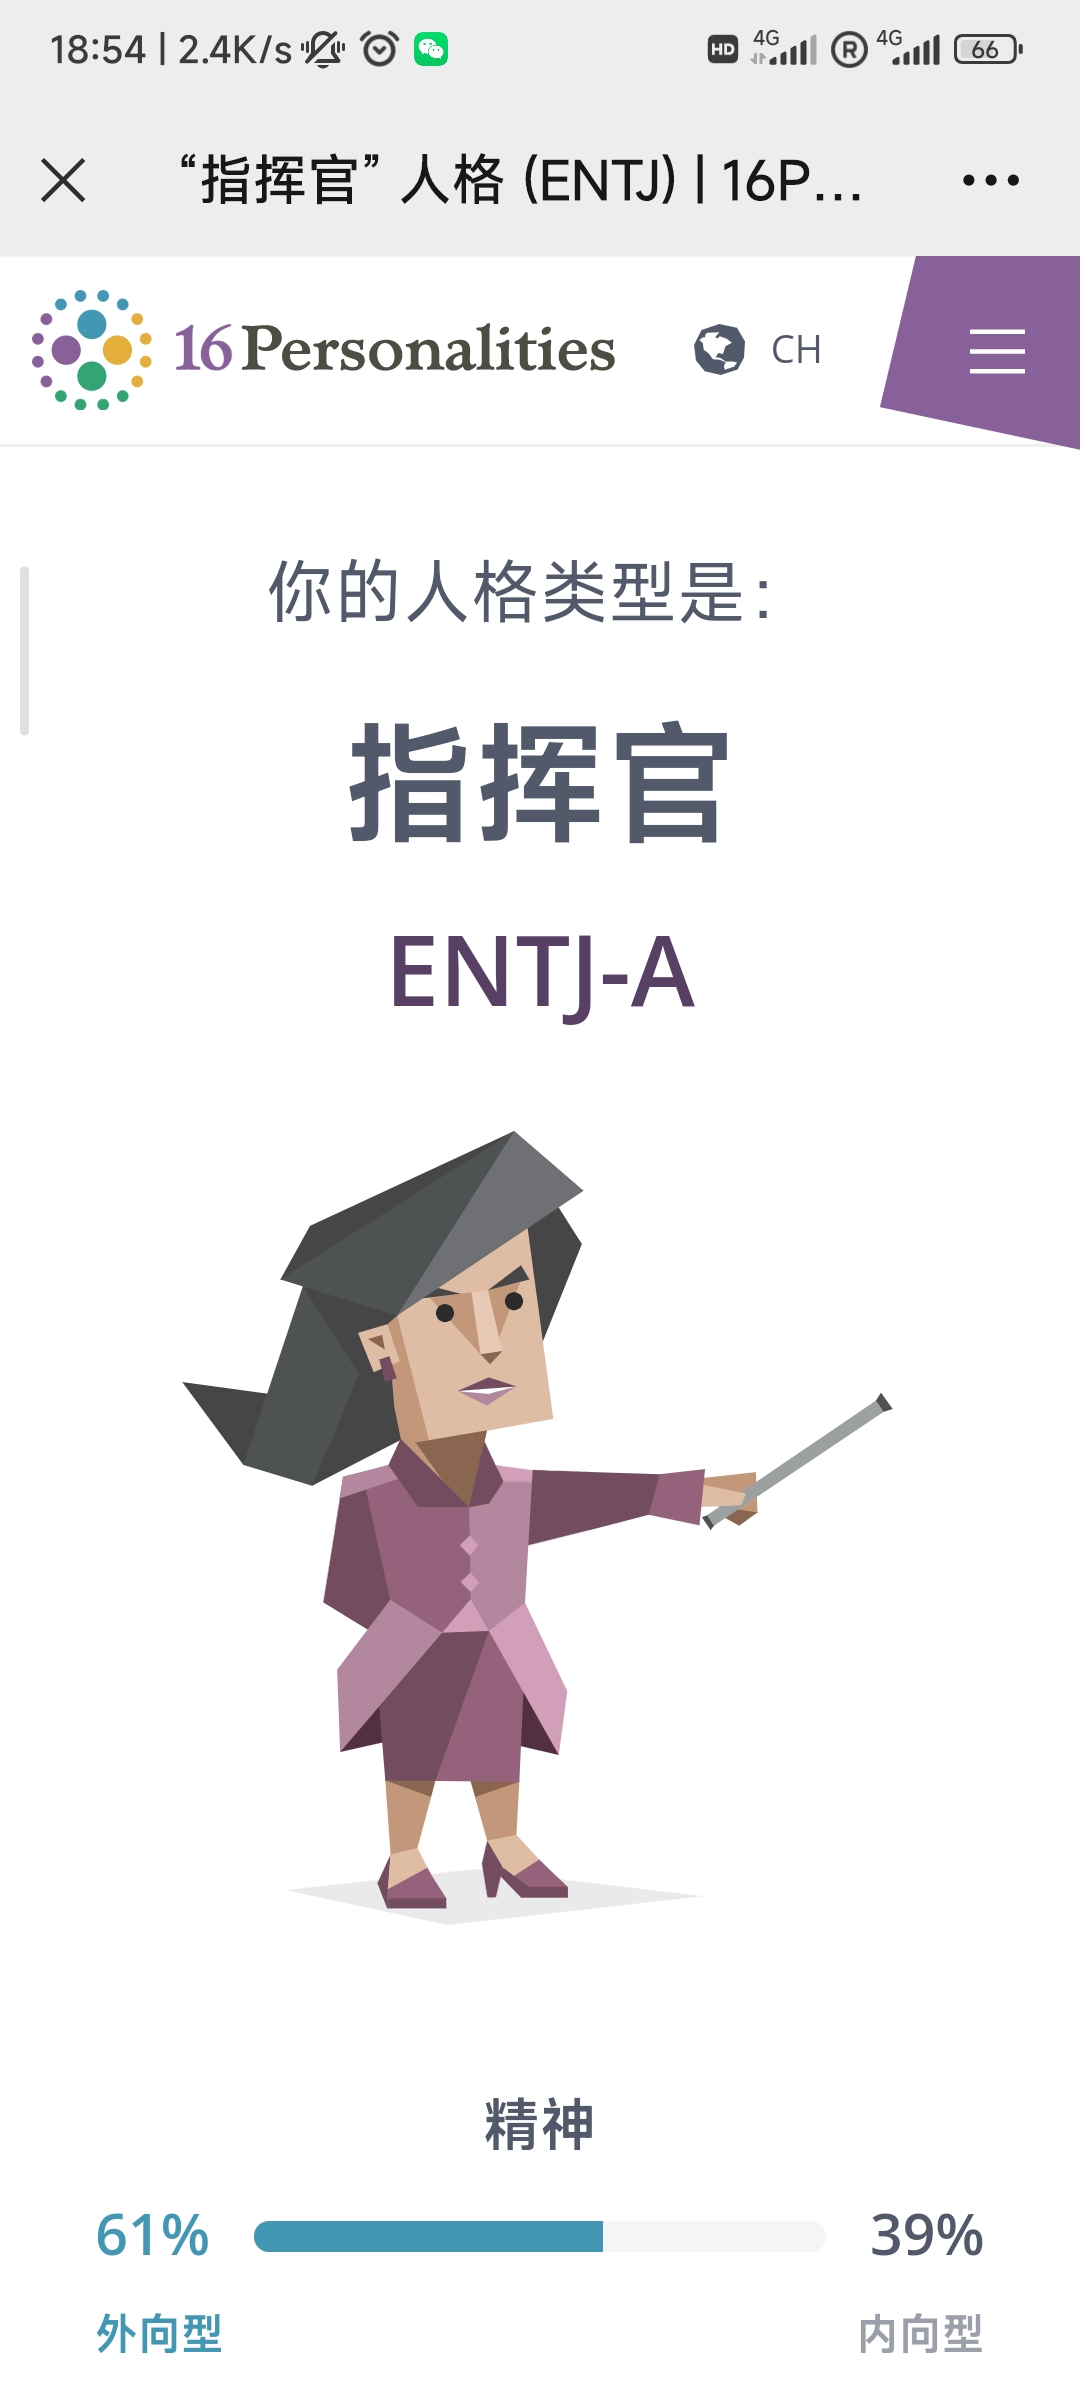 18:54 | 2.4K/s HD 4G R 4G 66
“指挥官” 人格 (ENTJ) | 16P...
16Personalities CH
你的人格类型是：
指挥官
ENTJ-A
精神
61% 39%
外向型 内向型